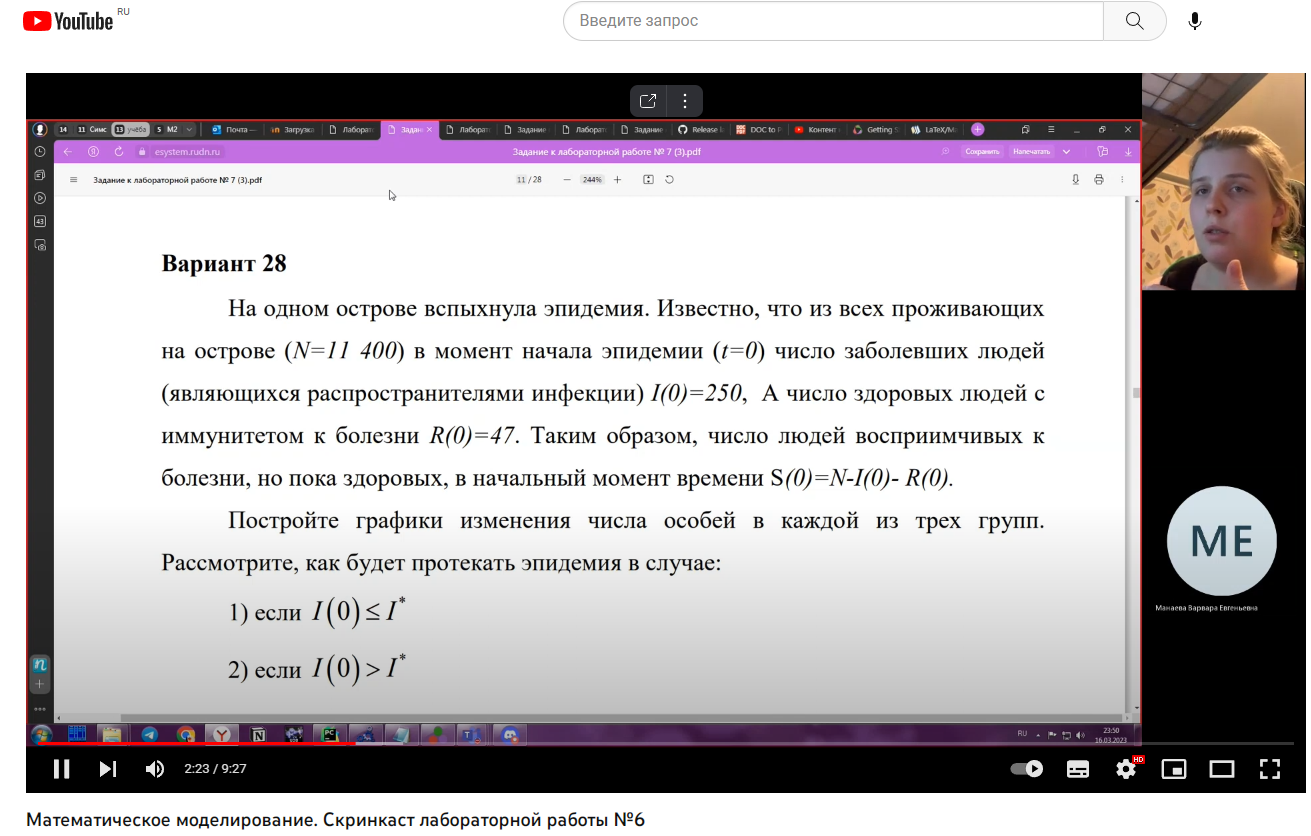 YouTube RU
Введите запрос
14 11 Симс 13 учёба 5 M2 Почта — Загрузка Лаборат Задан Лаборат Задание Лаборат Задание Release DOC to P Контент Getting S LaTeX/М
esystem.rudn.ru Задание к лабораторной работе № 7 (3).pdf Сохранить Напечатать
Задание к лабораторной работе № 7 (3).pdf 11 / 28 — 244% +
43
Вариант 28
На одном острове вспыхнула эпидемия. Известно, что из всех проживающих
на острове (N=11 400) в момент начала эпидемии (t=0) число заболевших людей
(являющихся распространителями инфекции) I(0)=250, А число здоровых людей с
иммунитетом к болезни R(0)=47. Таким образом, число людей восприимчивых к
болезни, но пока здоровых, в начальный момент времени S(0)=N-I(0)- R(0).
Постройте графики изменения числа особей в каждой из трех групп.
Рассмотрите, как будет протекать эпидемия в случае:
1) если I(0) ≤ I*
2) если I(0) > I*
ME
Манаева Варвара Евгеньевна
RU 23:50
16.03.2023
2:23 / 9:27 HD
Математическое моделирование. Скринкаст лабораторной работы №6